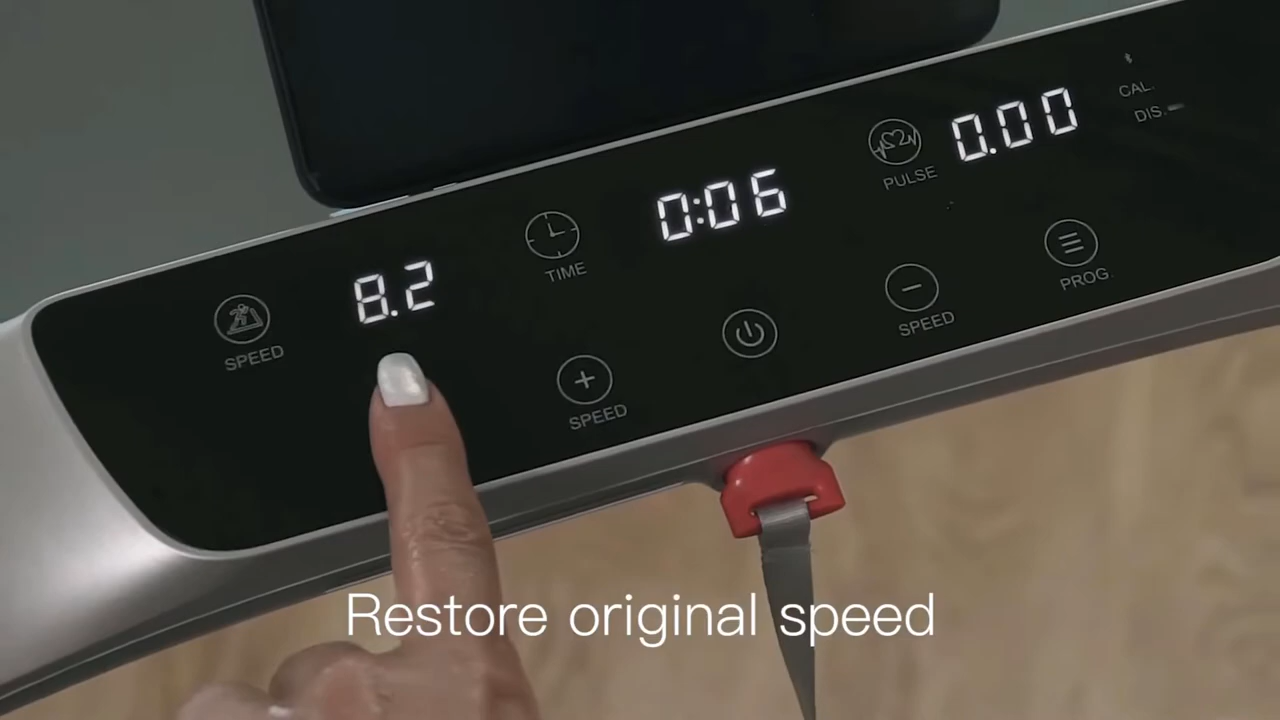 SPEED
8.2
TIME
0:06
PULSE
0.00
CAL.
DIS.
SPEED
SPEED
PROG.
Restore original speed